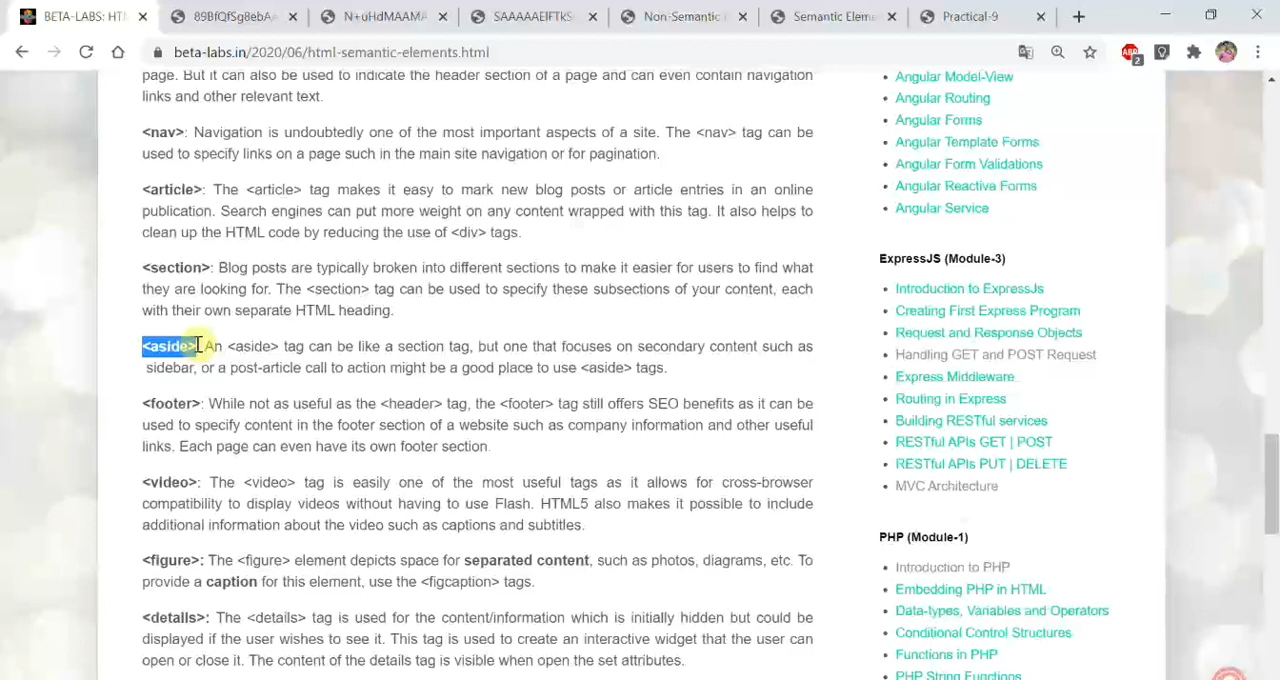 BETA-LABS: HT
89BfQfSg8ebA
N+uHdMAAMA
SAAAAAElFTkS
Non-Semantic
Semantic Eleme
Practical-9
beta-labs.in/2020/06/html-semantic-elements.html
ABP
2
page. But it can also be used to indicate the header section of a page and can even contain navigation
links and other relevant text.
<nav>: Navigation is undoubtedly one of the most important aspects of a site. The <nav> tag can be
used to specify links on a page such in the main site navigation or for pagination.
<article>: The <article> tag makes it easy to mark new blog posts or article entries in an online
publication. Search engines can put more weight on any content wrapped with this tag. It also helps to
clean up the HTML code by reducing the use of <div> tags.
<section>: Blog posts are typically broken into different sections to make it easier for users to find what
they are looking for. The <section> tag can be used to specify these subsections of your content, each
with their own separate HTML heading.
<aside>: An <aside> tag can be like a section tag, but one that focuses on secondary content such as
sidebar, or a post-article call to action might be a good place to use <aside> tags.
<footer>: While not as useful as the <header> tag, the <footer> tag still offers SEO benefits as it can be
used to specify content in the footer section of a website such as company information and other useful
links. Each page can even have its own footer section.
<video>: The <video> tag is easily one of the most useful tags as it allows for cross-browser
compatibility to display videos without having to use Flash. HTML5 also makes it possible to include
additional information about the video such as captions and subtitles.
<figure>: The <figure> element depicts space for separated content, such as photos, diagrams, etc. To
provide a caption for this element, use the <figcaption> tags.
<details>: The <details> tag is used for the content/information which is initially hidden but could be
displayed if the user wishes to see it. This tag is used to create an interactive widget that the user can
open or close it. The content of the details tag is visible when open the set attributes.
Angular Model-View
Angular Routing
Angular Forms
Angular Template Forms
Angular Form Validations
Angular Reactive Forms
Angular Service
ExpressJS (Module-3)
Introduction to ExpressJs
Creating First Express Program
Request and Response Objects
Handling GET and POST Request
Express Middleware
Routing in Express
Building RESTful services
RESTful APIs GET | POST
RESTful APIs PUT | DELETE
MVC Architecture
PHP (Module-1)
Introduction to PHP
Embedding PHP in HTML
Data-types, Variables and Operators
Conditional Control Structures
Functions in PHP
PHP String Functions